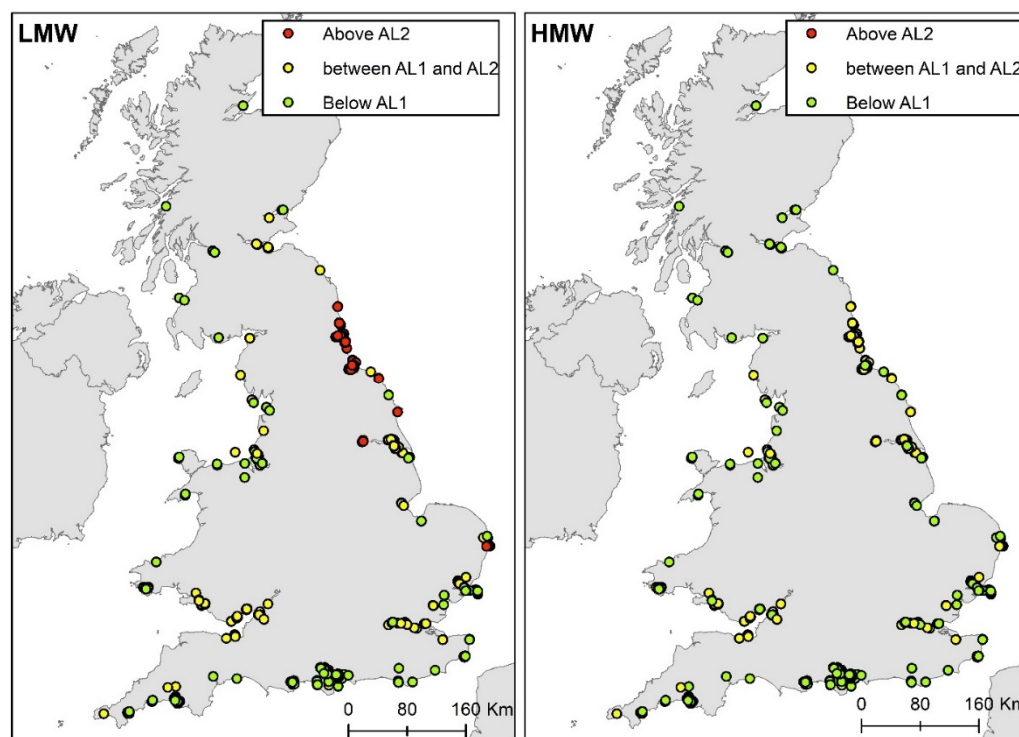 LMW
Above AL2
between AL1 and AL2
Below AL1
0 80 160 Km
HMW
Above AL2
between AL1 and AL2
Below AL1
0 80 160 Km